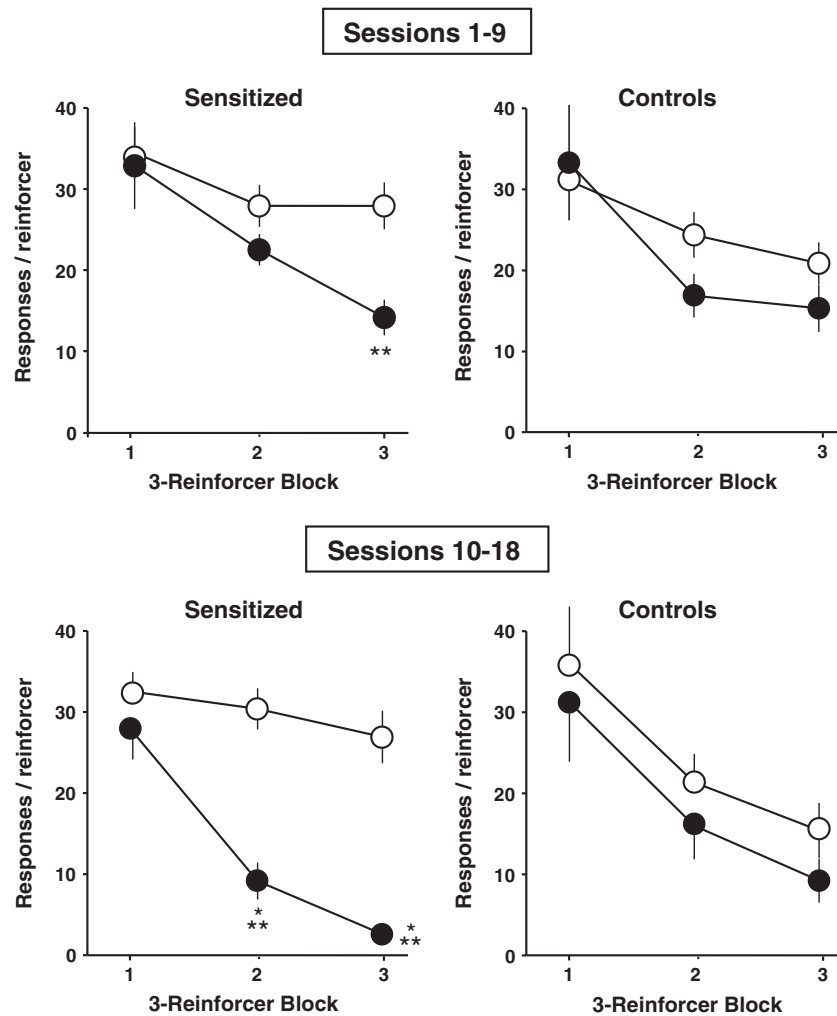 Sessions 1-9
Sensitized
Controls
40
30
20
10
0
Responses / reinforcer
**
1 2 3
3-Reinforcer Block
40
30
20
10
0
Responses / reinforcer
1 2 3
3-Reinforcer Block
Sessions 10-18
Sensitized
Controls
40
30
20
10
0
Responses / reinforcer
*
**
*
**
1 2 3
3-Reinforcer Block
40
30
20
10
0
Responses / reinforcer
1 2 3
3-Reinforcer Block